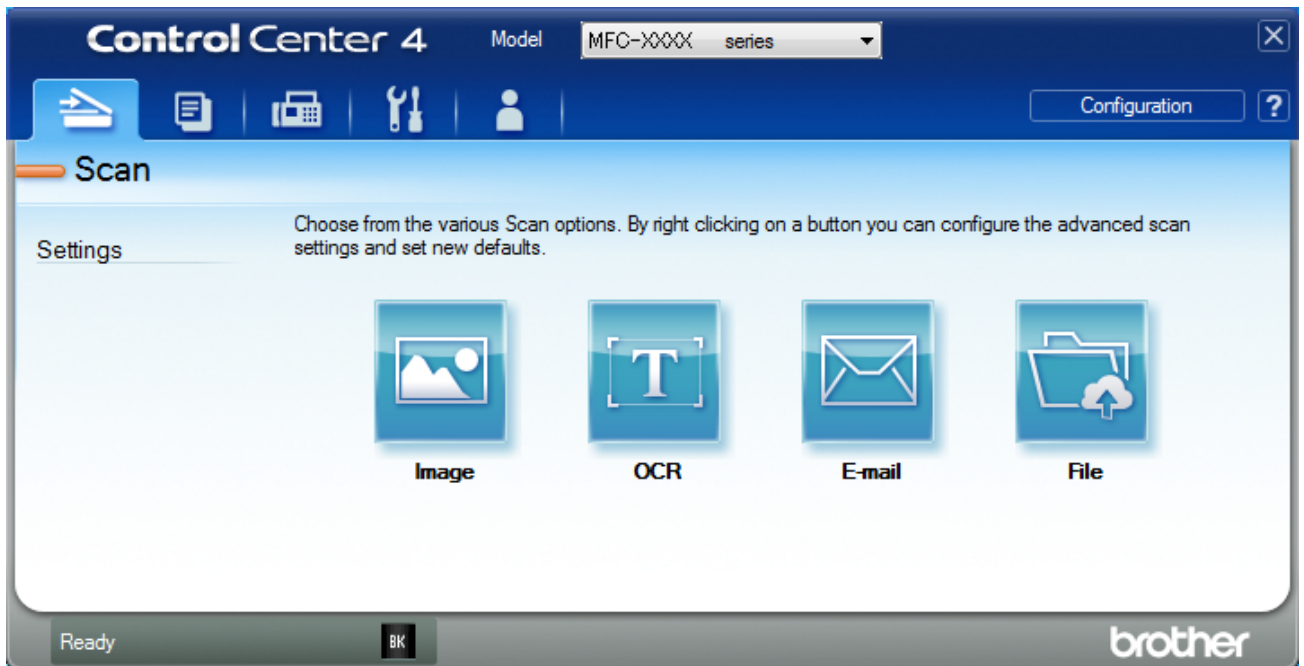 ControlCenter 4
Model
MFC-XXXX series
Configuration
?
Scan
Settings
Choose from the various Scan options. By right clicking on a button you can configure the advanced scan
settings and set new defaults.
T
Image
OCR
E-mail
File
Ready
BK
brother